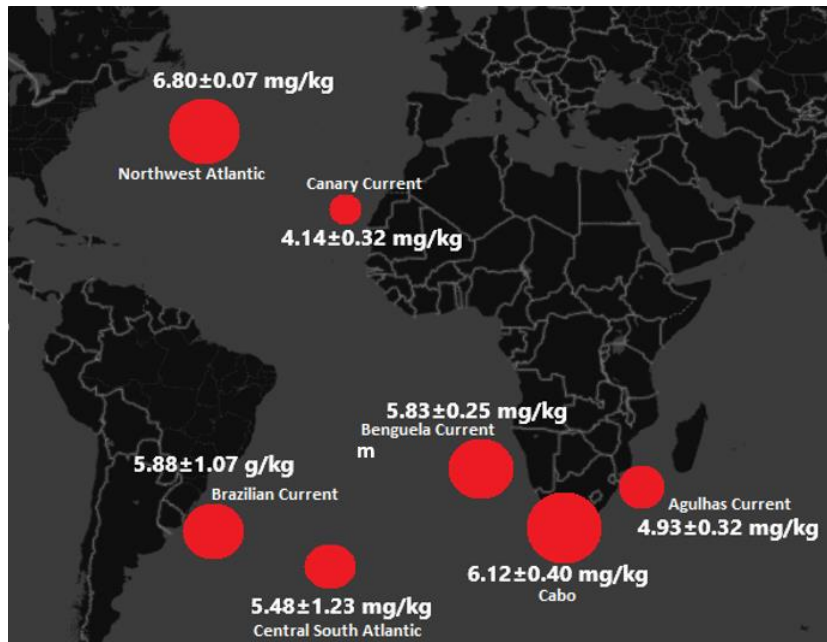 6.80±0.07 mg/kg
Northwest Atlantic
Canary Current
4.14±0.32 mg/kg
5.83±0.25 mg/kg
Benguela Current
m
5.88±1.07 g/kg
Brazilian Current
Agulhas Current
4.93±0.32 mg/kg
6.12±0.40 mg/kg
Cabo
5.48±1.23 mg/kg
Central South Atlantic